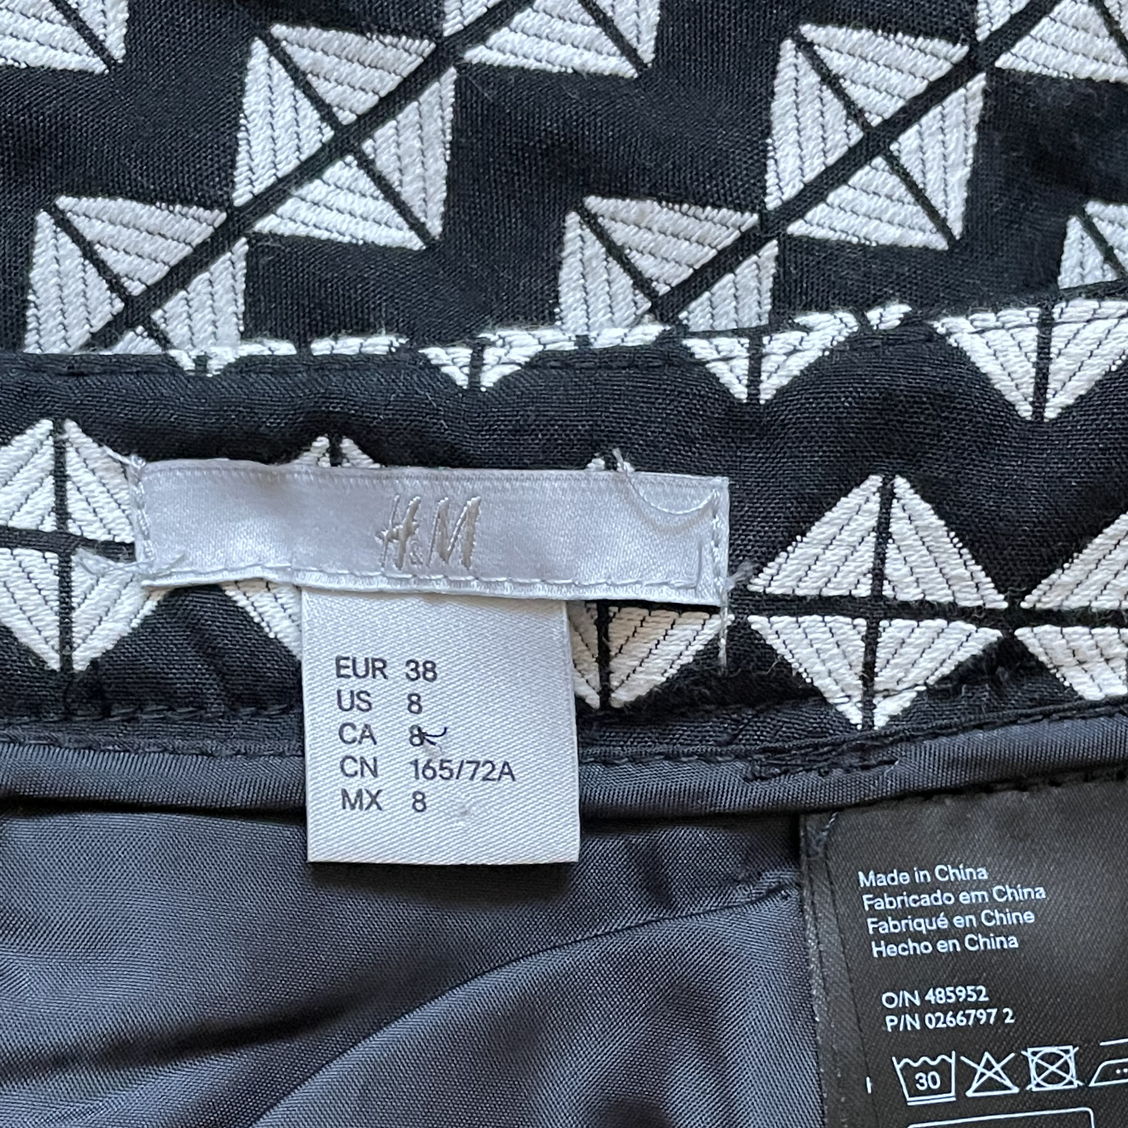 H&M
EUR 38
US 8
CA 8
CN 165/72A
MX 8
Made in China
Fabricado em China
Fabriqué en Chine
Hecho en China
O/N 485952
P/N 0266797 2
30